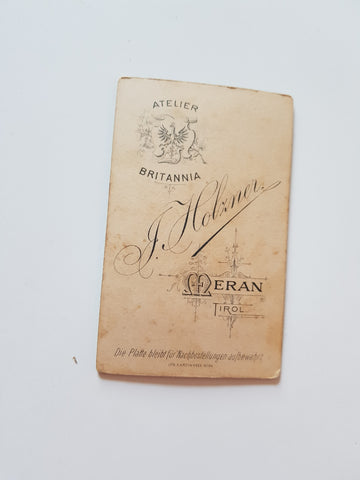 ATELIER
BRITANNIA
J. Holzner.
MERAN
TIROL.
Die Platte bleibt für Nachbestellungen aufbewahrt.